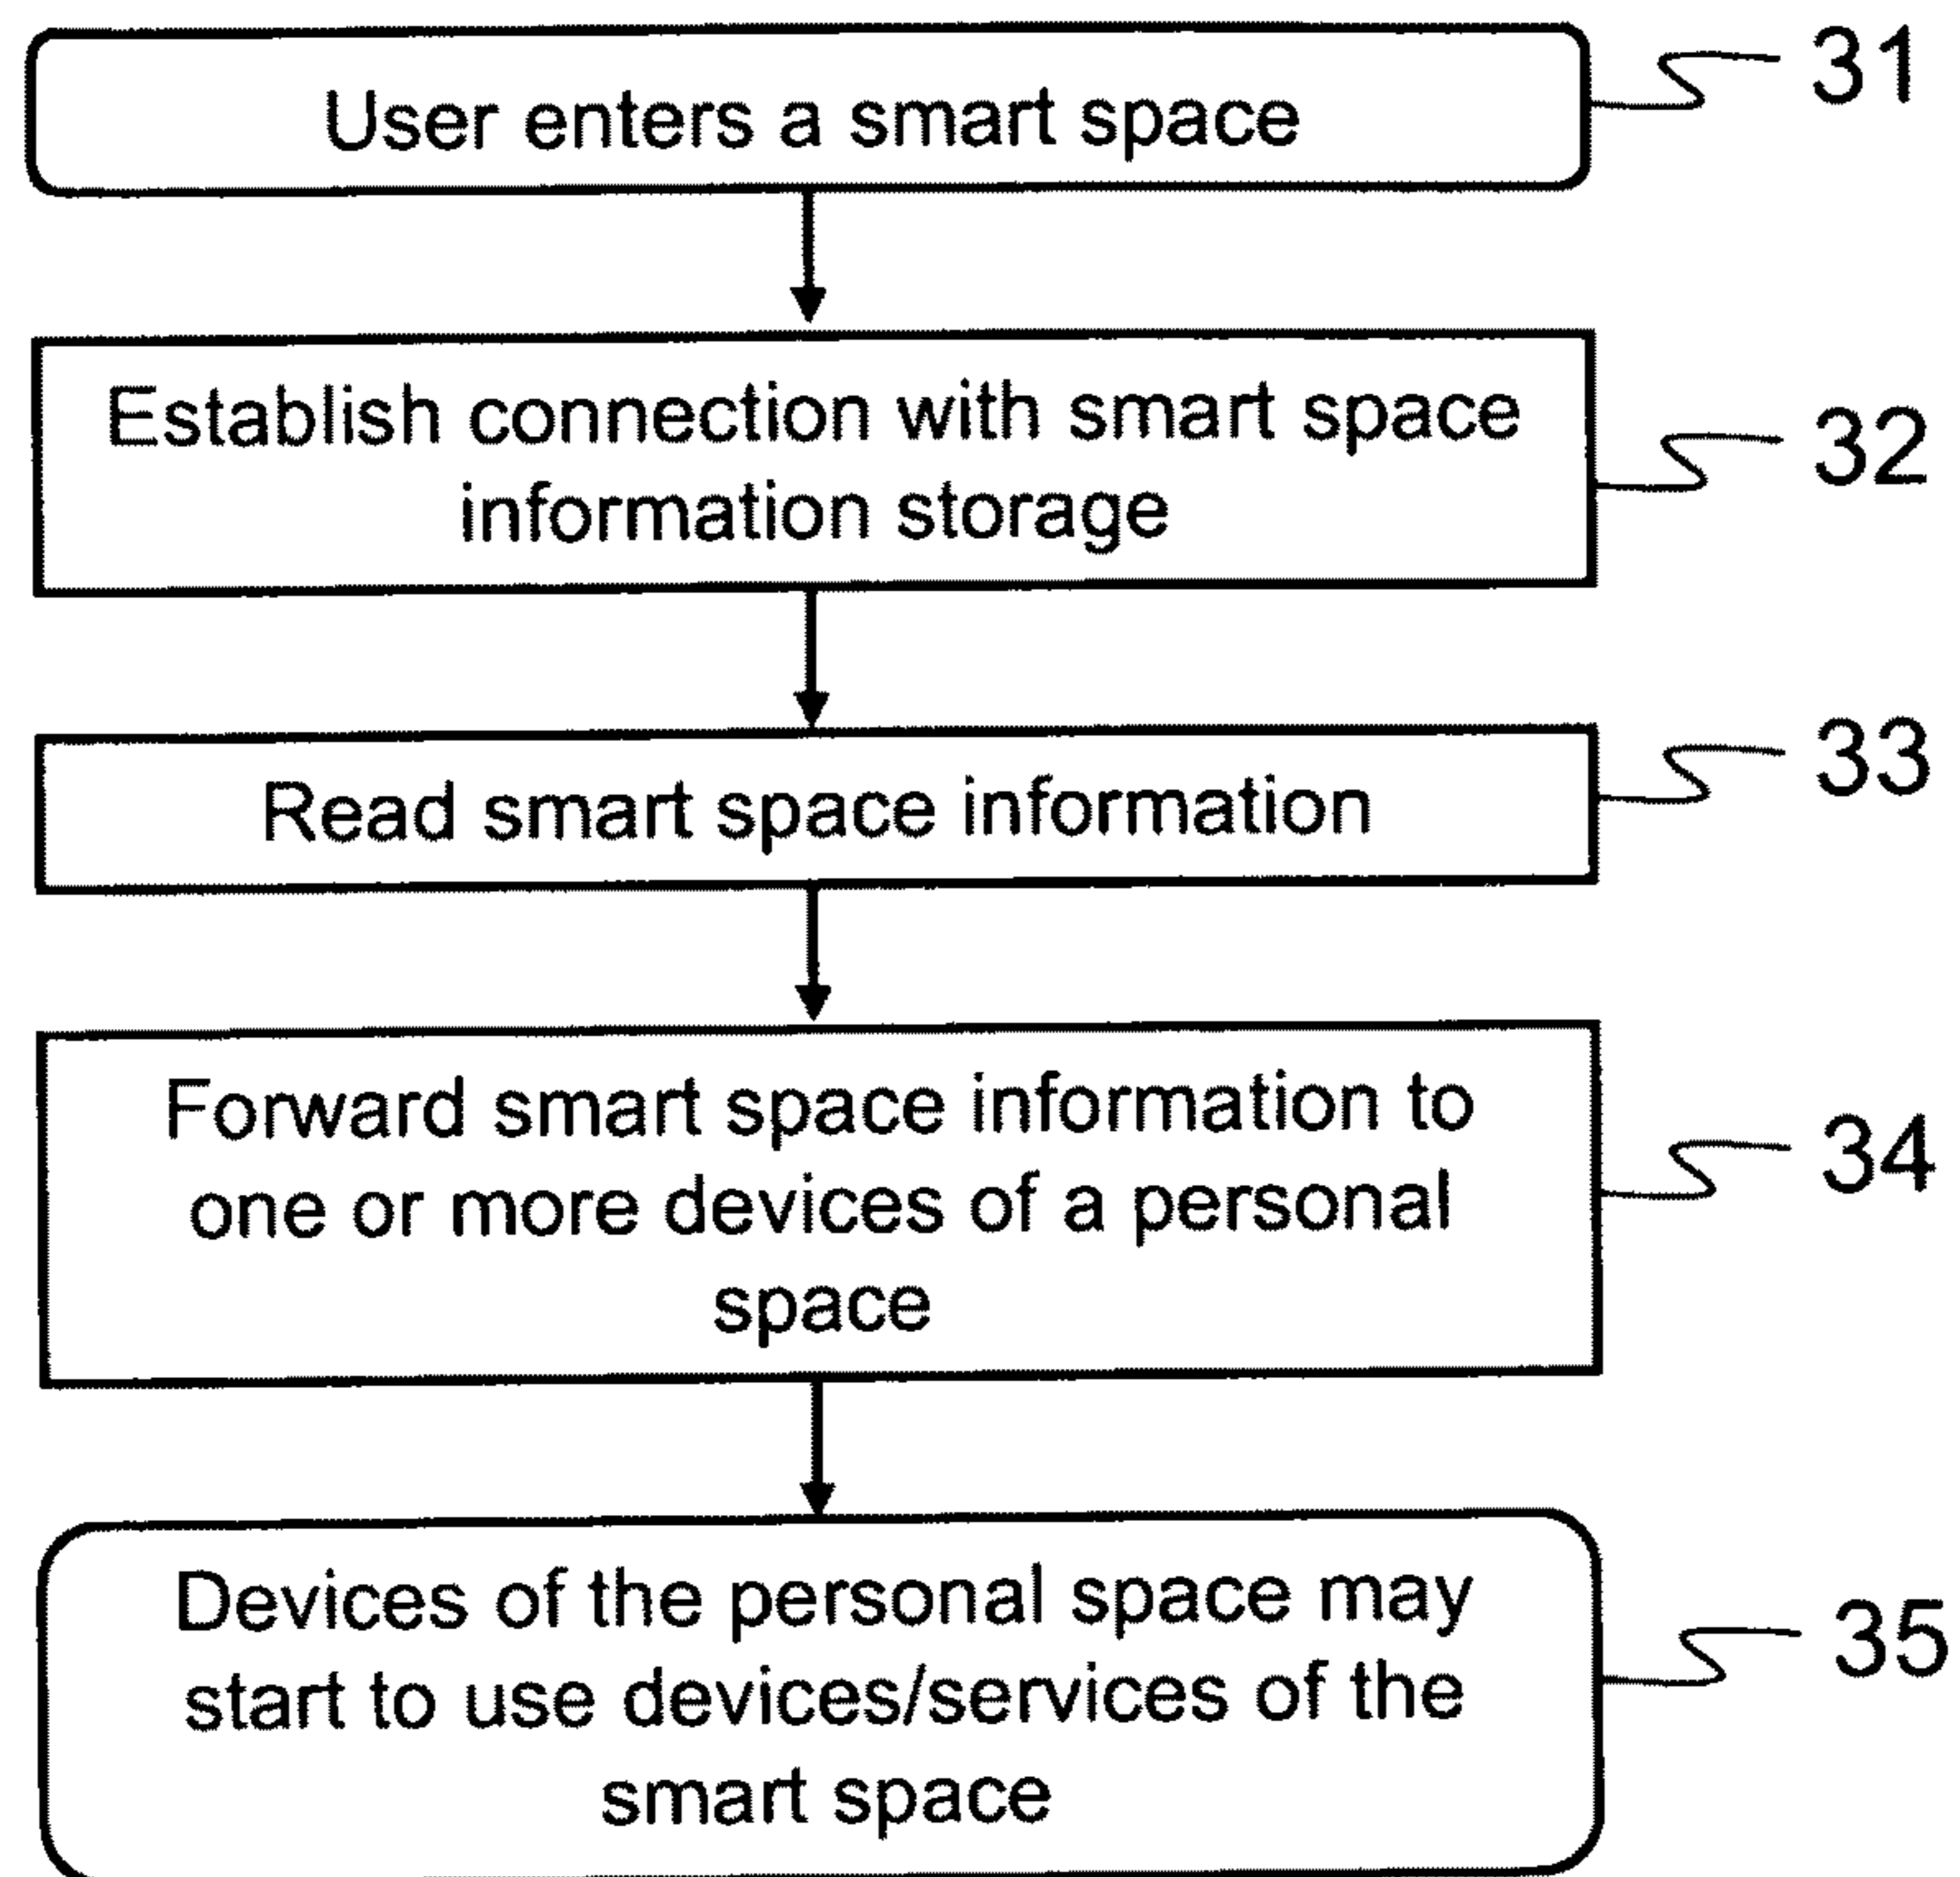 User enters a smart space
31
Establish connection with smart space
information storage
32
Read smart space information
33
Forward smart space information to
one or more devices of a personal
space
34
Devices of the personal space may
start to use devices/services of the
smart space
35